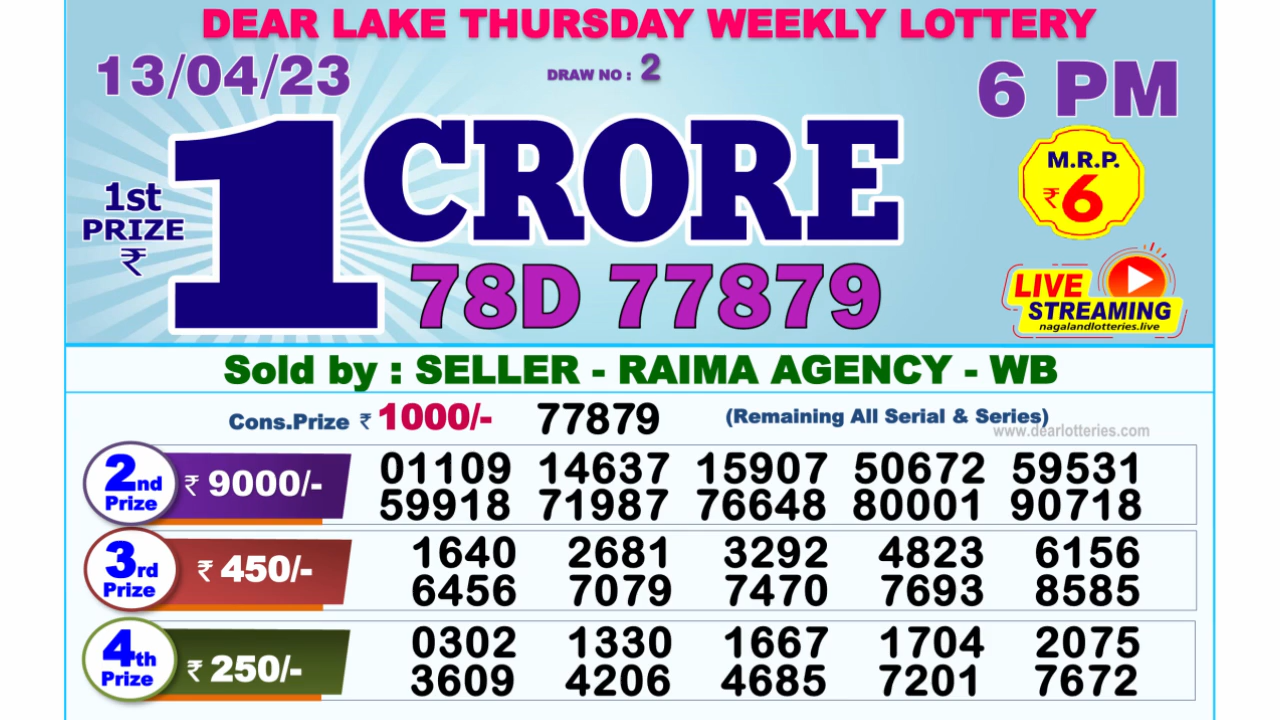 DEAR LAKE THURSDAY WEEKLY LOTTERY
13/04/23
DRAW NO : 2
6 PM
M.R.P.
₹6
1st
PRIZE
₹
1 CRORE
78D 77879
LIVE
STREAMING
nagalandlotteries.live
Sold by : SELLER - RAIMA AGENCY - WB
Cons.Prize ₹ 1000/- 77879 (Remaining All Serial & Series)
www.dearlotteries.com
2nd Prize ₹ 9000/-
01109 14637 15907 50672 59531
59918 71987 76648 80001 90718
3rd Prize ₹ 450/-
1640 2681 3292 4823 6156
6456 7079 7470 7693 8585
4th Prize ₹ 250/-
0302 1330 1667 1704 2075
3609 4206 4685 7201 7672